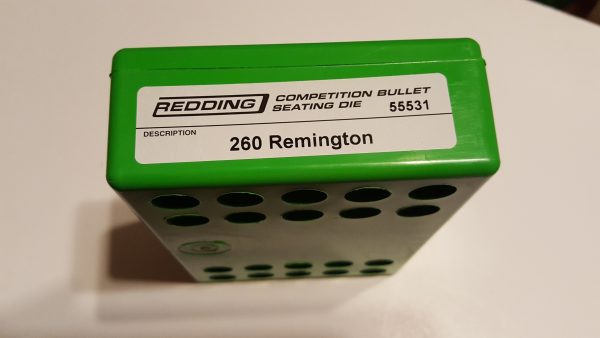 REDDING COMPETITION BULLET
SEATING DIE 55531
DESCRIPTION
260 Remington